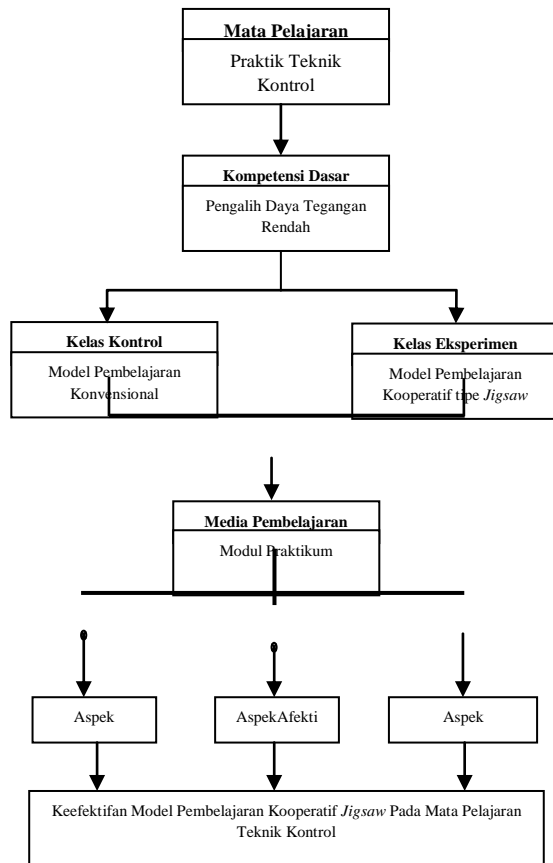 Mata Pelajaran
Praktik Teknik
Kontrol
Kompetensi Dasar
Pengalih Daya Tegangan
Rendah
Kelas Kontrol
Model Pembelajaran
Konvensional
Kelas Eksperimen
Model Pembelajaran
Kooperatif tipe Jigsaw
Media Pembelajaran
Modul Praktikum
Aspek
AspekAfekti
Aspek
Keefektifan Model Pembelajaran Kooperatif Jigsaw Pada Mata Pelajaran
Teknik Kontrol